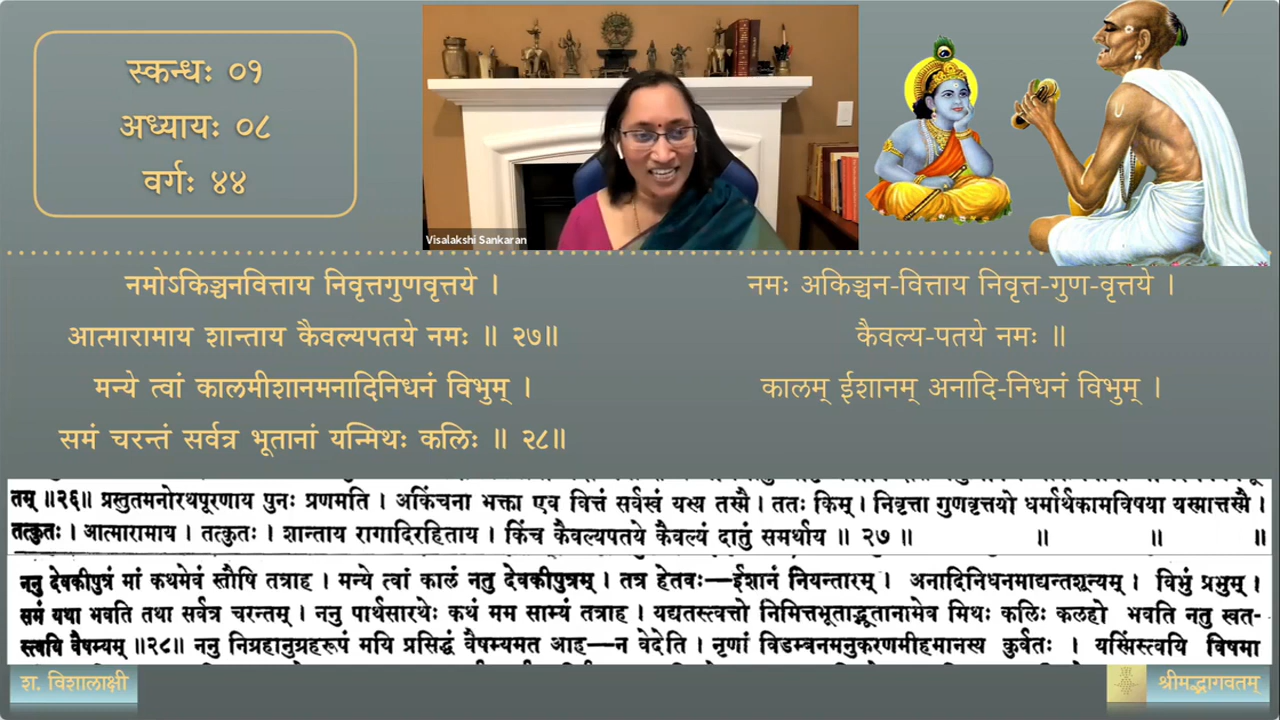 स्कन्धः ०१
अध्यायः ०८
वर्गः ४४
Visalakshi Sankaran
नमोऽकिञ्चनवित्ताय निवृत्तगुणवृत्तये ।
आत्मारामाय शान्ताय कैवल्यपतये नमः ॥ २७॥
मन्ये त्वां कालमीशानमनादिनिधनं विभुम् ।
समं चरन्तं सर्वत्र भूतानां यन्मिथः कलिः ॥ २८॥
नमः अकिञ्चन-वित्ताय निवृत्त-गुण-वृत्तये ।
कैवल्य-पतये नमः ॥
कालम् ईशानम् अनादि-निधनं विभुम् ।
तम् ॥२६॥ प्रस्तुतमनोरथपूरणाय पुनः प्रणमति । अकिंचना भक्ता एव वित्तं सर्वस्वं यस्य तस्मै । ततः किम् । निवृत्ता गुणवृत्तयो धर्मार्थकामविषया यस्मात्तस्मै ।
तत्कुतः । आत्मारामाय । तत्कुतः । शान्ताय रागादिरहिताय । किंच कैवल्यपतये कैवल्यं दातुं समर्थाय ॥ २७ ॥ ॥ ॥ ॥
ननु देवकीपुत्रं मां कथमेवं स्तौषि तत्राह । मन्ये त्वां कालं नतु देवकीपुत्रम् । तत्र हेतवः—ईशानं नियन्तारम् । अनादिनिधनमाद्यन्तशून्यम् । विभुं प्रभुम् ।
समं यथा भवति तथा सर्वत्र चरन्तम् । ननु पार्थसारथेः कथं मम साम्यं तत्राह । यद्यतस्त्वत्तो निमित्तभूताद्भूतानामेव मिथः कलिः कलहो भवति नतु स्वत-
स्त्वयि वैषम्यम् ॥२८॥ ननु निग्रहानुग्रहरूपं मयि प्रसिद्धं वैषम्यमत आह—न वेदेति । नृणां विडम्बनमनुकरणमीहमानस्य कुर्वतः । यस्मिंस्त्वयि विषमा
श. विशालाक्षी
श्रीमद्भागवतम्